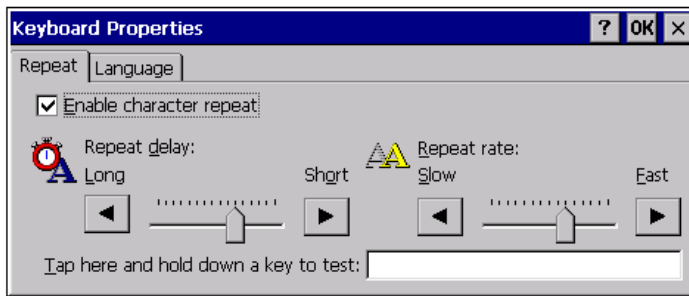 Keyboard Properties ? OK ×
Repeat Language
Enable character repeat
Repeat delay: Repeat rate:
Long Short Slow Fast
Tap here and hold down a key to test: